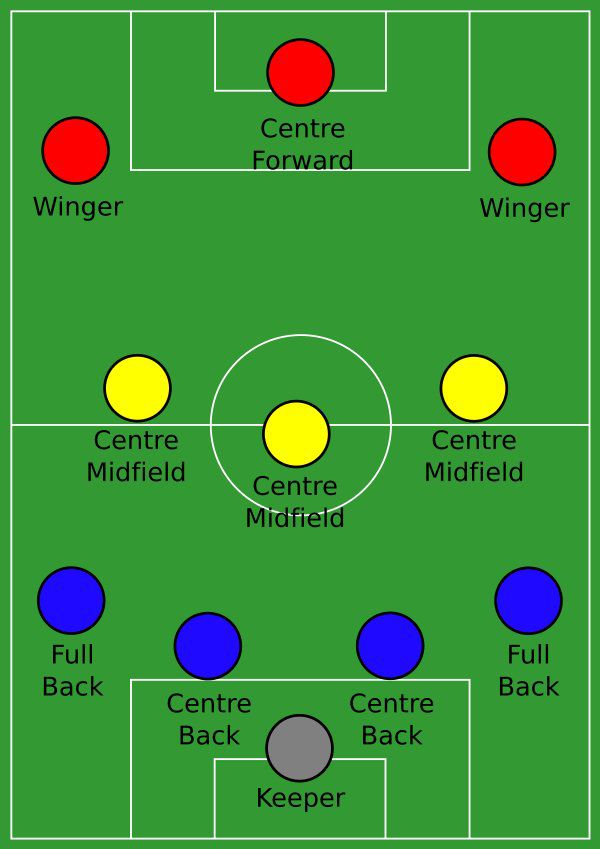 Centre
Forward
Winger
Winger
Centre
Midfield
Centre
Midfield
Centre
Midfield
Full
Back
Centre
Back
Centre
Back
Full
Back
Keeper